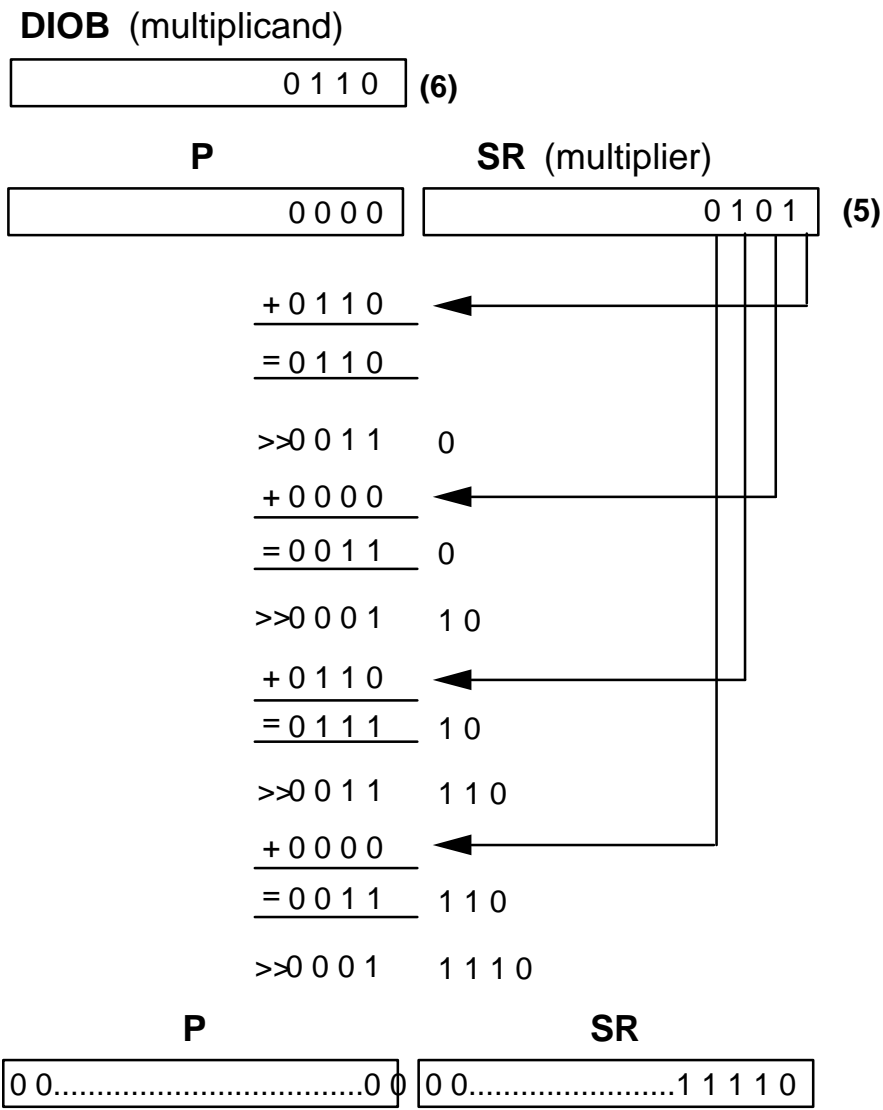 DIOB (multiplicand)
0 1 1 0 (6)
P SR (multiplier)
0 0 0 0 0 1 0 1 (5)
+ 0 1 1 0
= 0 1 1 0
>>0 0 1 1 0
+ 0 0 0 0
= 0 0 1 1 0
>>0 0 0 1 1 0
+ 0 1 1 0
= 0 1 1 1 1 0
>>0 0 1 1 1 1 0
+ 0 0 0 0
= 0 0 1 1 1 1 0
>>0 0 0 1 1 1 1 0
P SR
0 0....................................0 0 0 0........................1 1 1 1 0